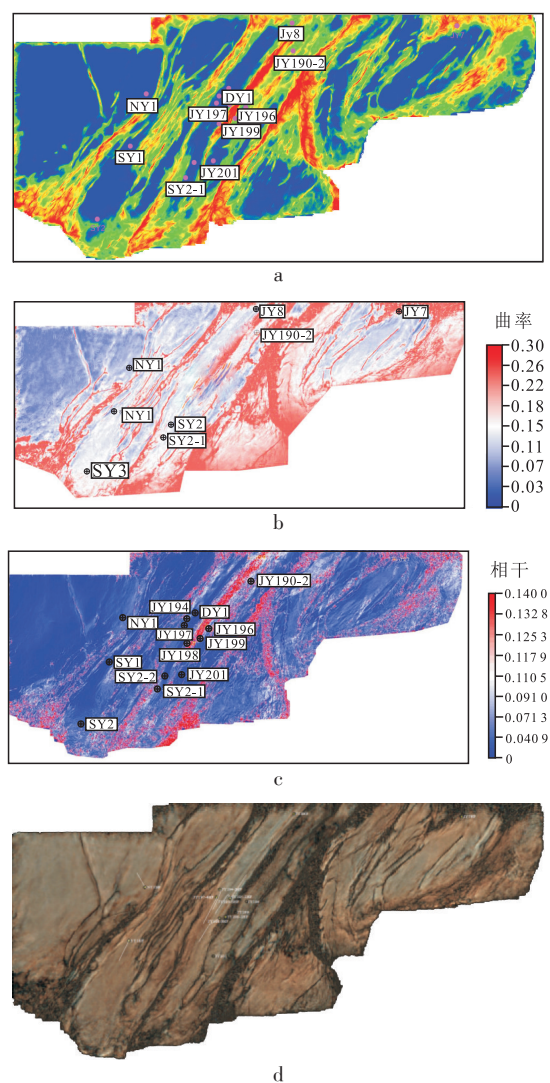 Jy8
JY190-2
NY1
DY1
JY197
JY196
JY199
SY1
JY201
SY2-1
a
JY8
JY7
曲率
JY190-2
0.30
0.26
0.22
0.18
0.15
0.11
0.07
0.03
0
NY1
NY1
SY2
SY2-1
SY3
b
相干
JY190-2
0.140 0
0.132 7
0.125 3
0.117 9
0.110 5
0.091 0
0.071 3
0.040 9
0
JY194
DY1
NY1
JY196
JY197
JY199
JY198
SY1
SY2-2
JY201
SY2-1
SY2
c
d